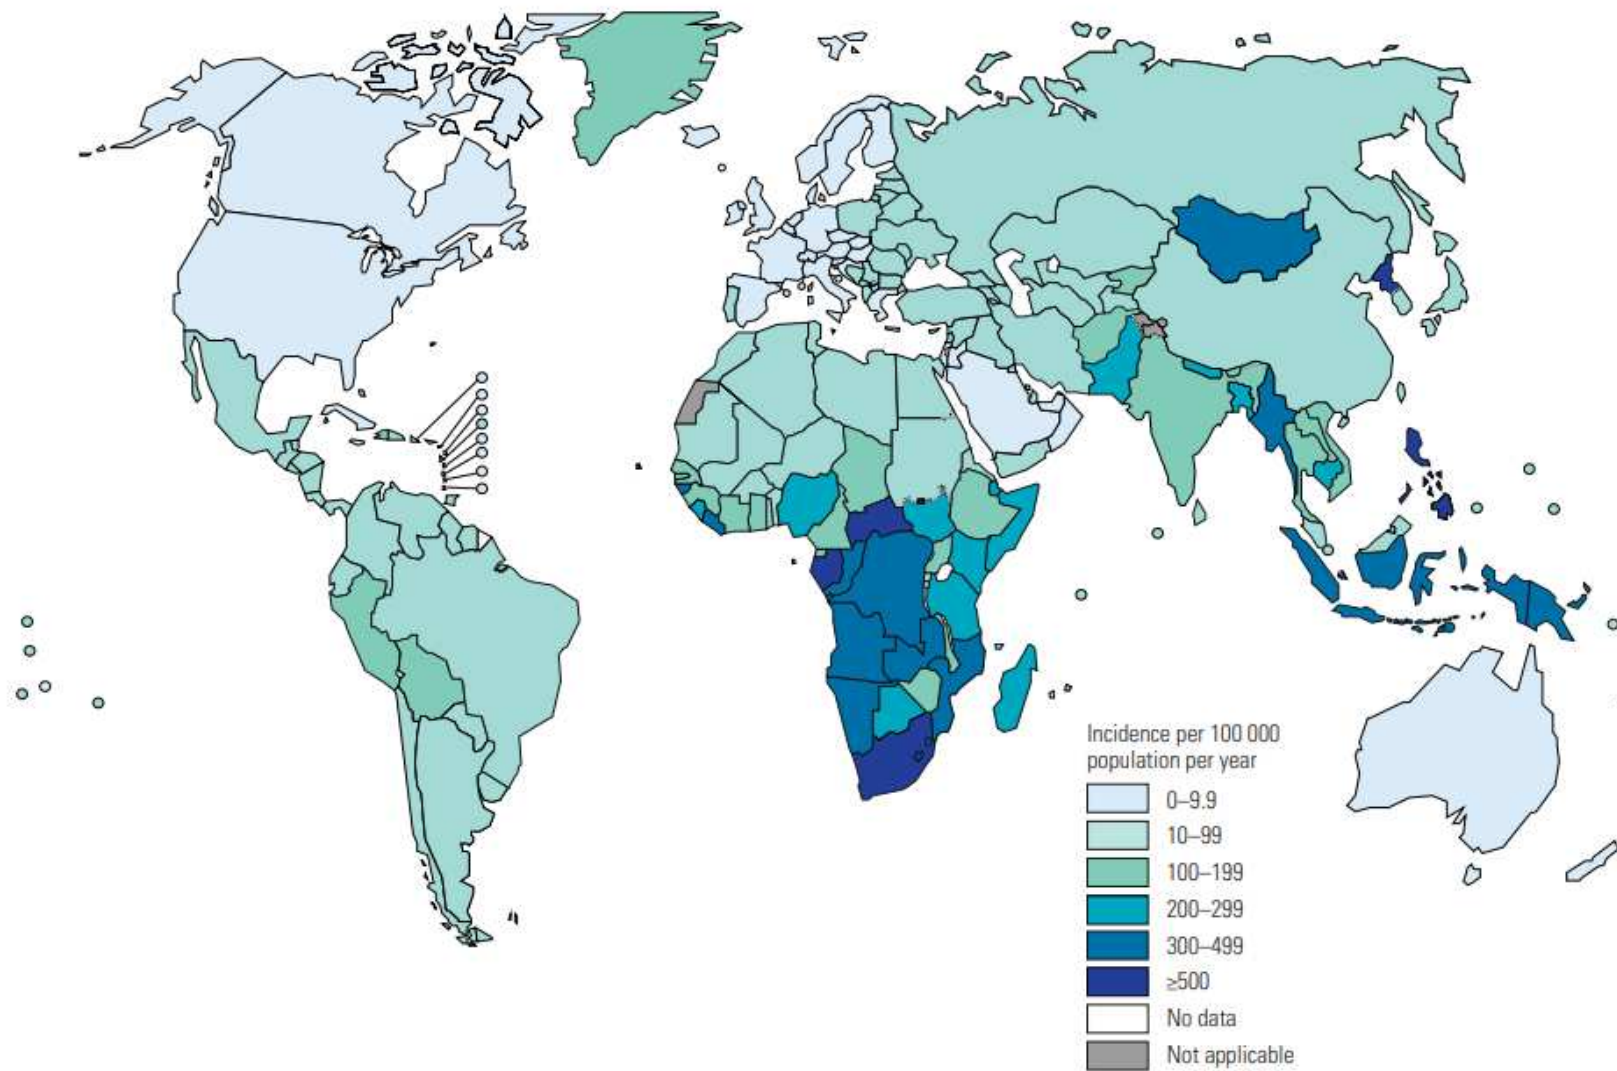 Incidence per 100 000
population per year
0–9.9
10–99
100–199
200–299
300–499
≥500
No data
Not applicable